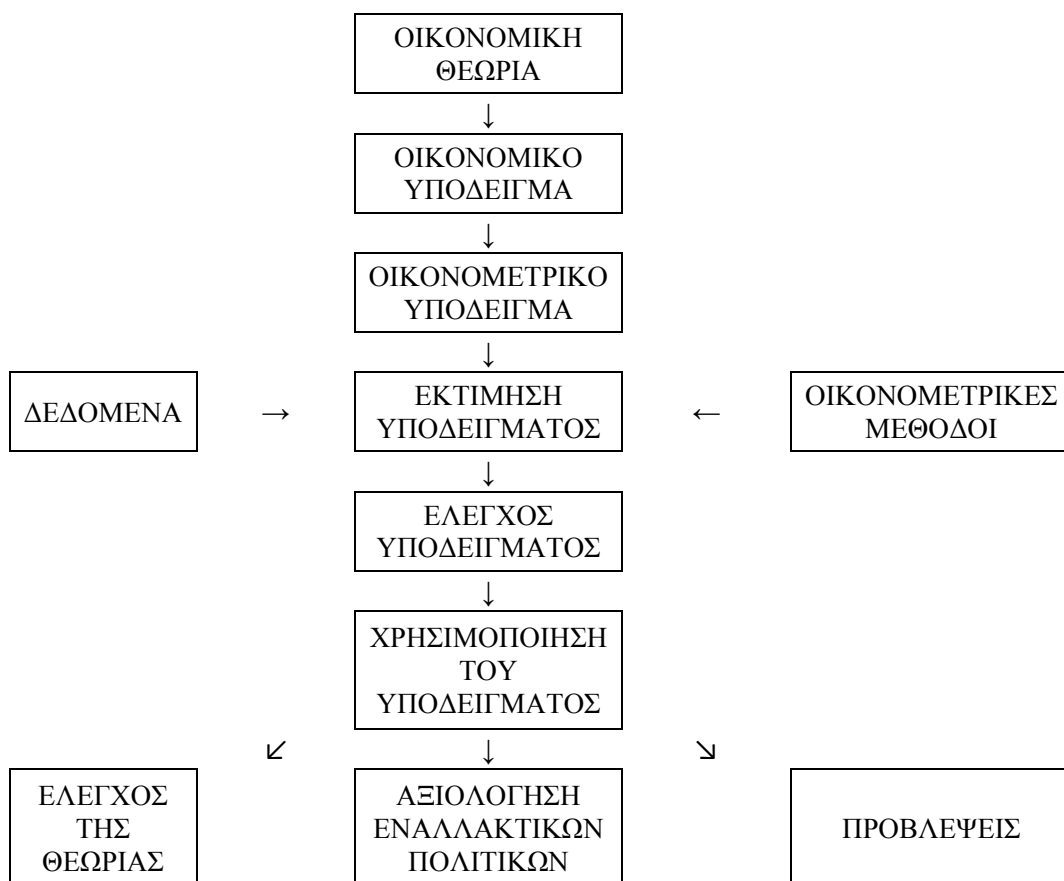 ΟΙΚΟΝΟΜΙΚΗ
ΘΕΩΡΙΑ
↓
ΟΙΚΟΝΟΜΙΚΟ
ΥΠΟΔΕΙΓΜΑ
↓
ΟΙΚΟΝΟΜΕΤΡΙΚΟ
ΥΠΟΔΕΙΓΜΑ
↓
ΔΕΔΟΜΕΝΑ
→
ΕΚΤΙΜΗΣΗ
ΥΠΟΔΕΙΓΜΑΤΟΣ
←
ΟΙΚΟΝΟΜΕΤΡΙΚΕΣ
ΜΕΘΟΔΟΙ
↓
ΕΛΕΓΧΟΣ
ΥΠΟΔΕΙΓΜΑΤΟΣ
↓
ΧΡΗΣΙΜΟΠΟΙΗΣΗ
ΤΟΥ
ΥΠΟΔΕΙΓΜΑΤΟΣ
↙ ↓ ↘
ΕΛΕΓΧΟΣ
ΤΗΣ
ΘΕΩΡΙΑΣ
ΑΞΙΟΛΟΓΗΣΗ
ΕΝΑΛΛΑΚΤΙΚΩΝ
ΠΟΛΙΤΙΚΩΝ
ΠΡΟΒΛΕΨΕΙΣ